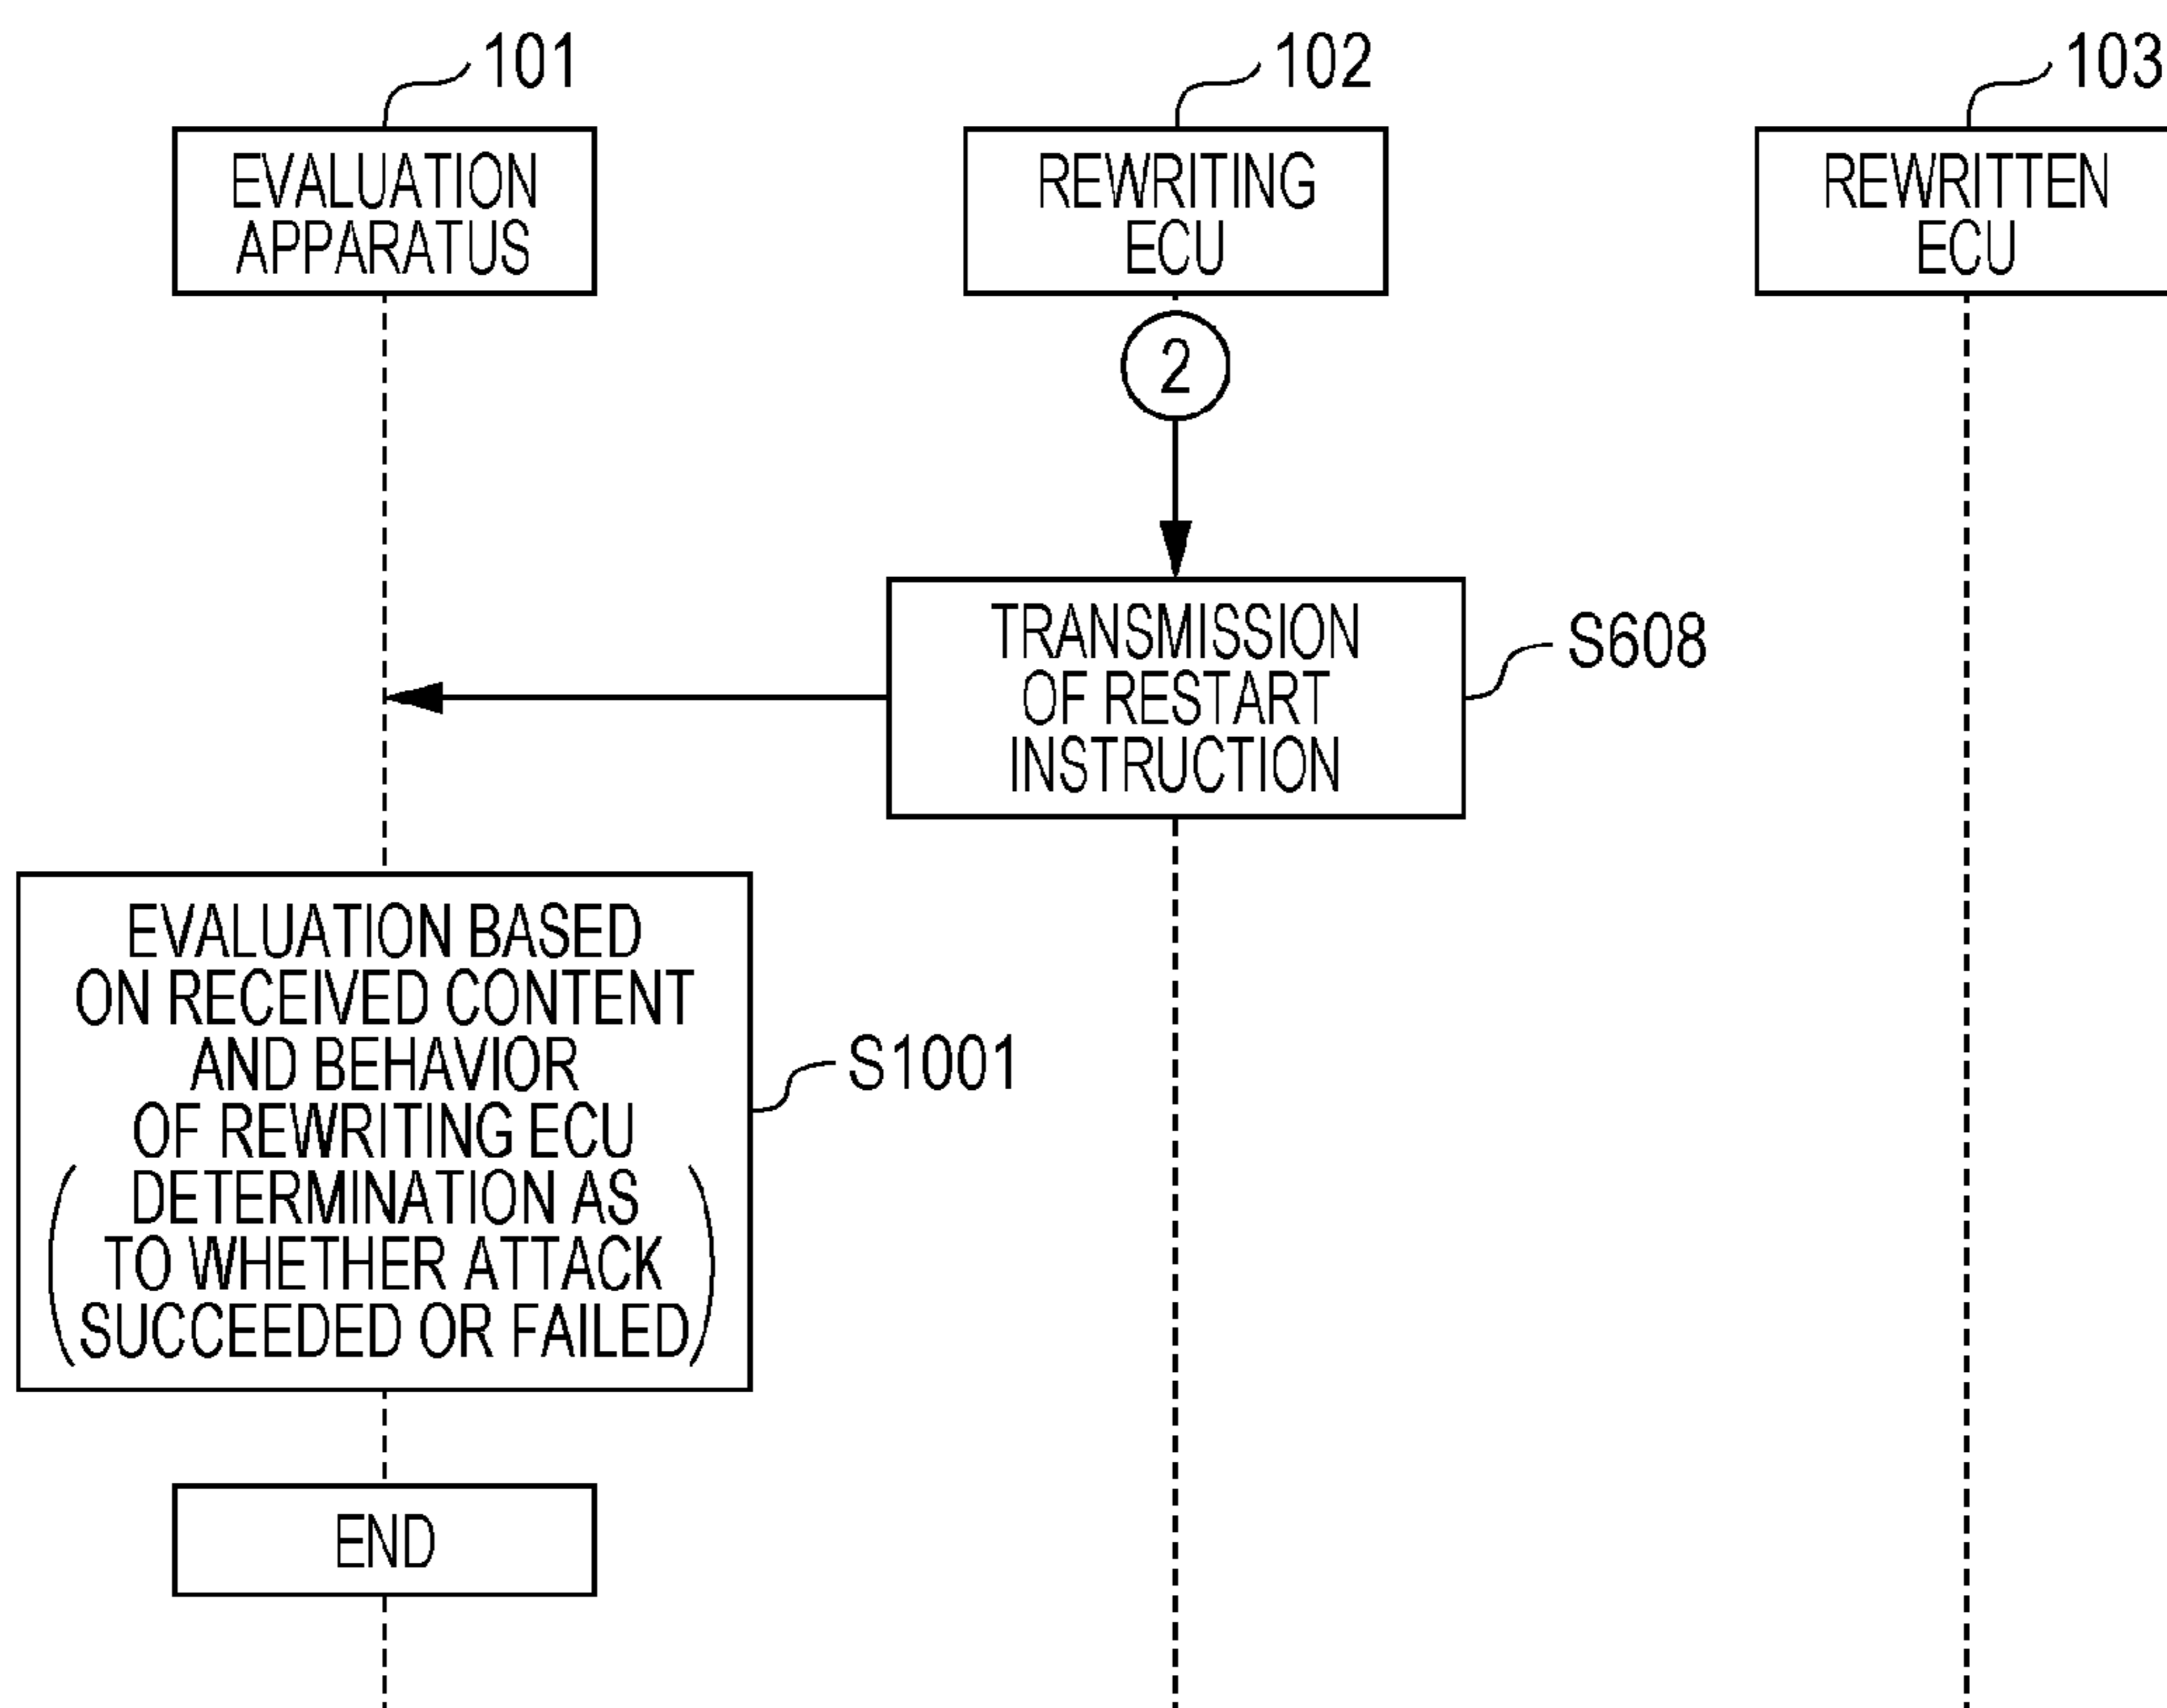 101
102
103
EVALUATION
APPARATUS
REWRITING
ECU
REWRITTEN
ECU
2
TRANSMISSION
OF RESTART
INSTRUCTION
S608
EVALUATION BASED
ON RECEIVED CONTENT
AND BEHAVIOR
OF REWRITING ECU
(DETERMINATION AS
TO WHETHER ATTACK
SUCCEEDED OR FAILED)
S1001
END